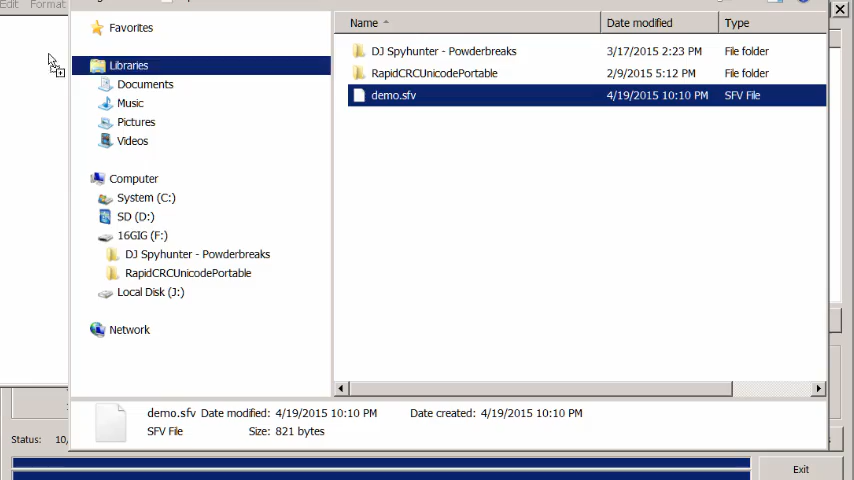 Edit Format
Favorites
Libraries
Documents
Music
Pictures
Videos
Computer
System (C:)
SD (D:)
16GIG (F:)
DJ Spyhunter - Powderbreaks
RapidCRCUnicodePortable
Local Disk (J:)
Network
Name Date modified Type
DJ Spyhunter - Powderbreaks 3/17/2015 2:23 PM File folder
RapidCRCUnicodePortable 2/9/2015 5:12 PM File folder
demo.sfv 4/19/2015 10:10 PM SFV File
demo.sfv Date modified: 4/19/2015 10:10 PM Date created: 4/19/2015 10:10 PM
SFV File Size: 821 bytes
Status: 10,
Exit